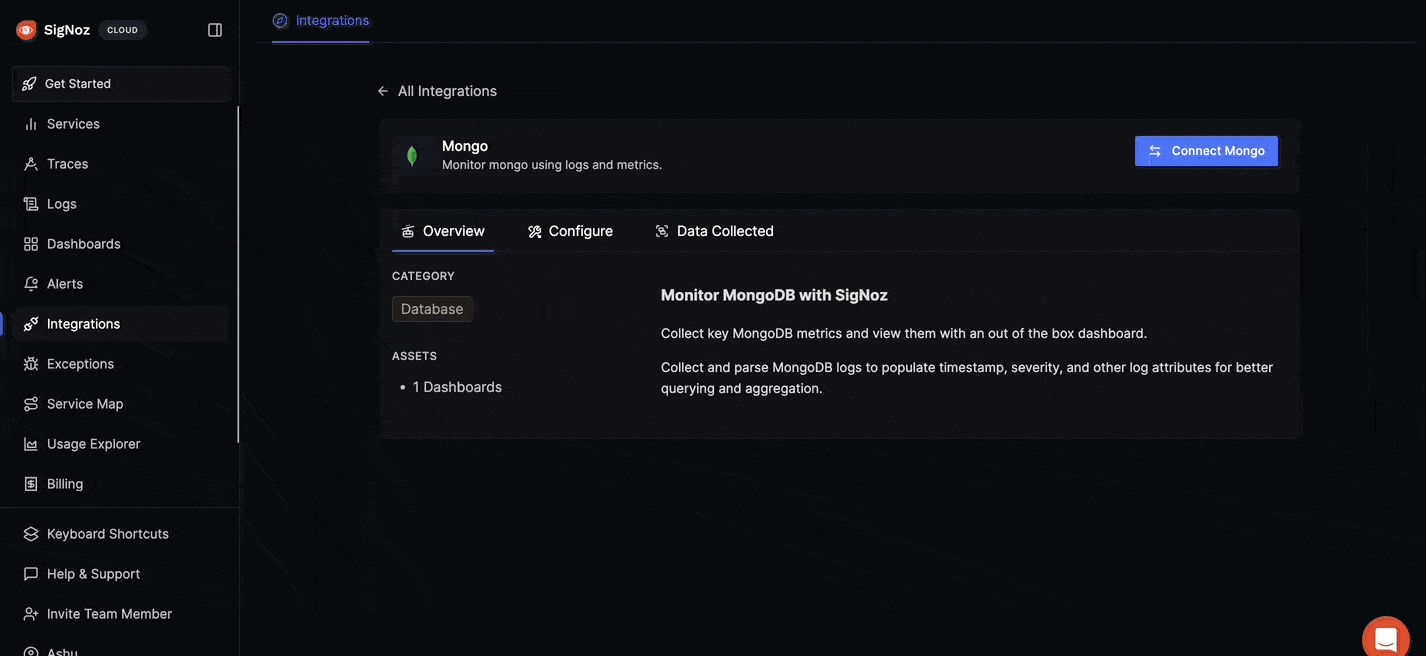 SigNoz CLOUD
Get Started
Services
Traces
Logs
Dashboards
Alerts
Integrations
Exceptions
Service Map
Usage Explorer
Billing
Keyboard Shortcuts
Help & Support
Invite Team Member
Ashu
Integrations
All Integrations
Mongo
Monitor mongo using logs and metrics.
Connect Mongo
Overview
Configure
Data Collected
CATEGORY
Database
ASSETS
• 1 Dashboards
Monitor MongoDB with SigNoz
Collect key MongoDB metrics and view them with an out of the box dashboard.
Collect and parse MongoDB logs to populate timestamp, severity, and other log attributes for better
querying and aggregation.